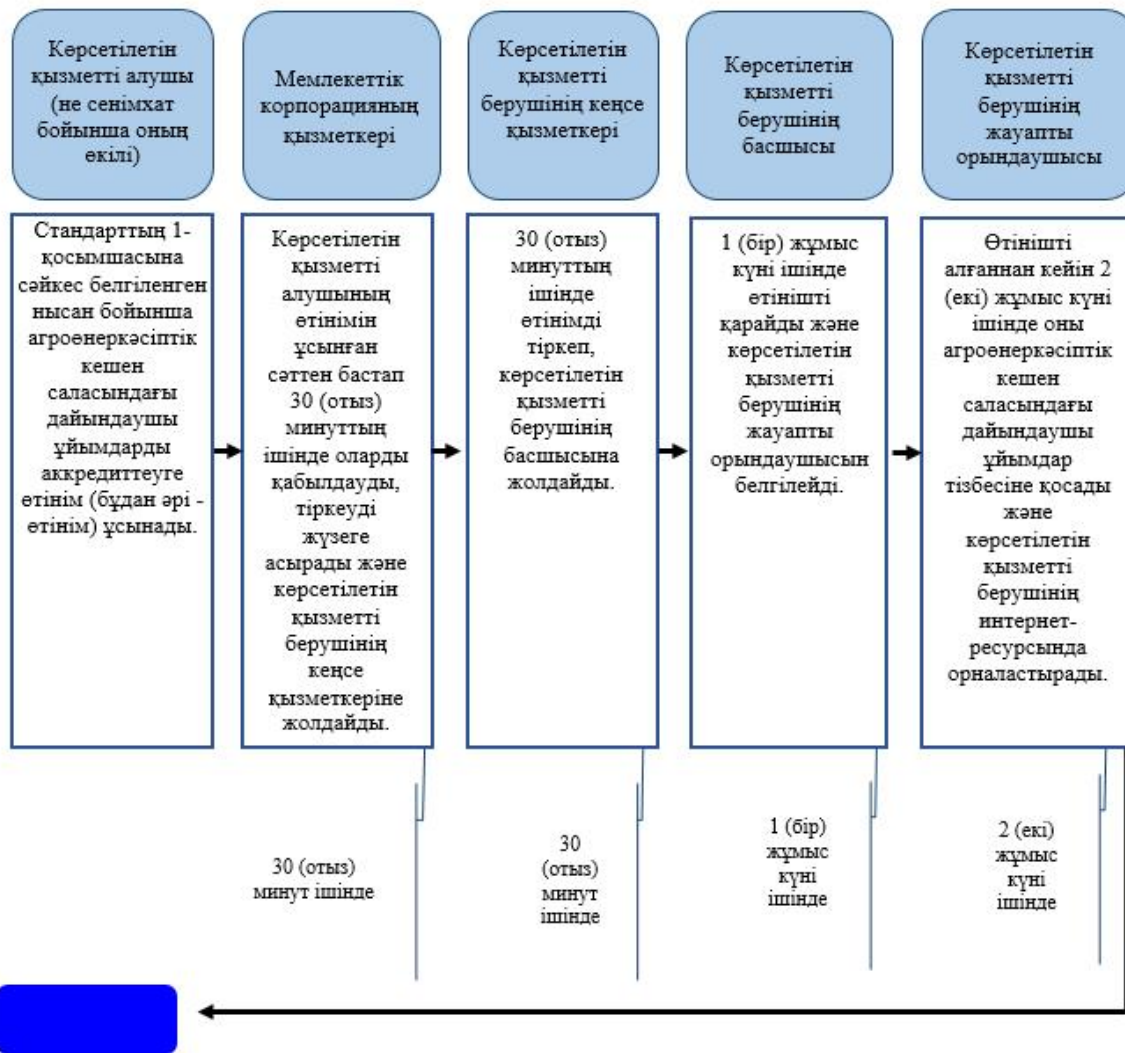 Көрсетілетін
қызметті алушы
(не сенімхат
бойынша оның
өкілі)
Мемлекеттік
корпорацияның
қызметкері
Көрсетілетін
қызметті
берушінің кеңсе
қызметкері
Көрсетілетін
қызметті
берушінің
басшысы
Көрсетілетін
қызметті
берушінің
жауапты
орындаушысы
Стандарттың 1-
қосымшасына
сәйкес белгіленген
нысан бойынша
агроөнеркәсіптік
кешен
саласындағы
дайындаушы
ұйымдарды
аккредиттеуге
өтінім (бұдан әрі -
өтінім) ұсынады.
Көрсетілетін
қызметті
алушының
өтінімін
ұсынған
сәттен бастап
30 (отыз)
минуттың
ішінде оларды
қабылдауды,
тіркеуді
жүзеге
асырады және
көрсетілетін
қызметті
берушінің
кеңсе
қызметкеріне
жолдайды.
30 (отыз)
минуттың
ішінде
өтінімді
тіркеп,
көрсетілетін
қызметті
берушінің
басшысына
жолдайды.
1 (бір) жұмыс
күні ішінде
өтінішті
қарайды және
көрсетілетін
қызметті
берушінің
жауапты
орындаушысын
белгілейді.
Өтінішті
алғаннан кейін 2
(екі) жұмыс күні
ішінде оны
агроөнеркәсіптік
кешен
саласындағы
дайындаушы
ұйымдар
тізбесіне қосады
және
көрсетілетін
қызметті
берушінің
интернет-
ресурсында
орналастырады.
30 (отыз)
минут ішінде
30
(отыз)
минут
ішінде
1 (бір)
жұмыс
күні
ішінде
2 (екі)
жұмыс
күні
ішінде